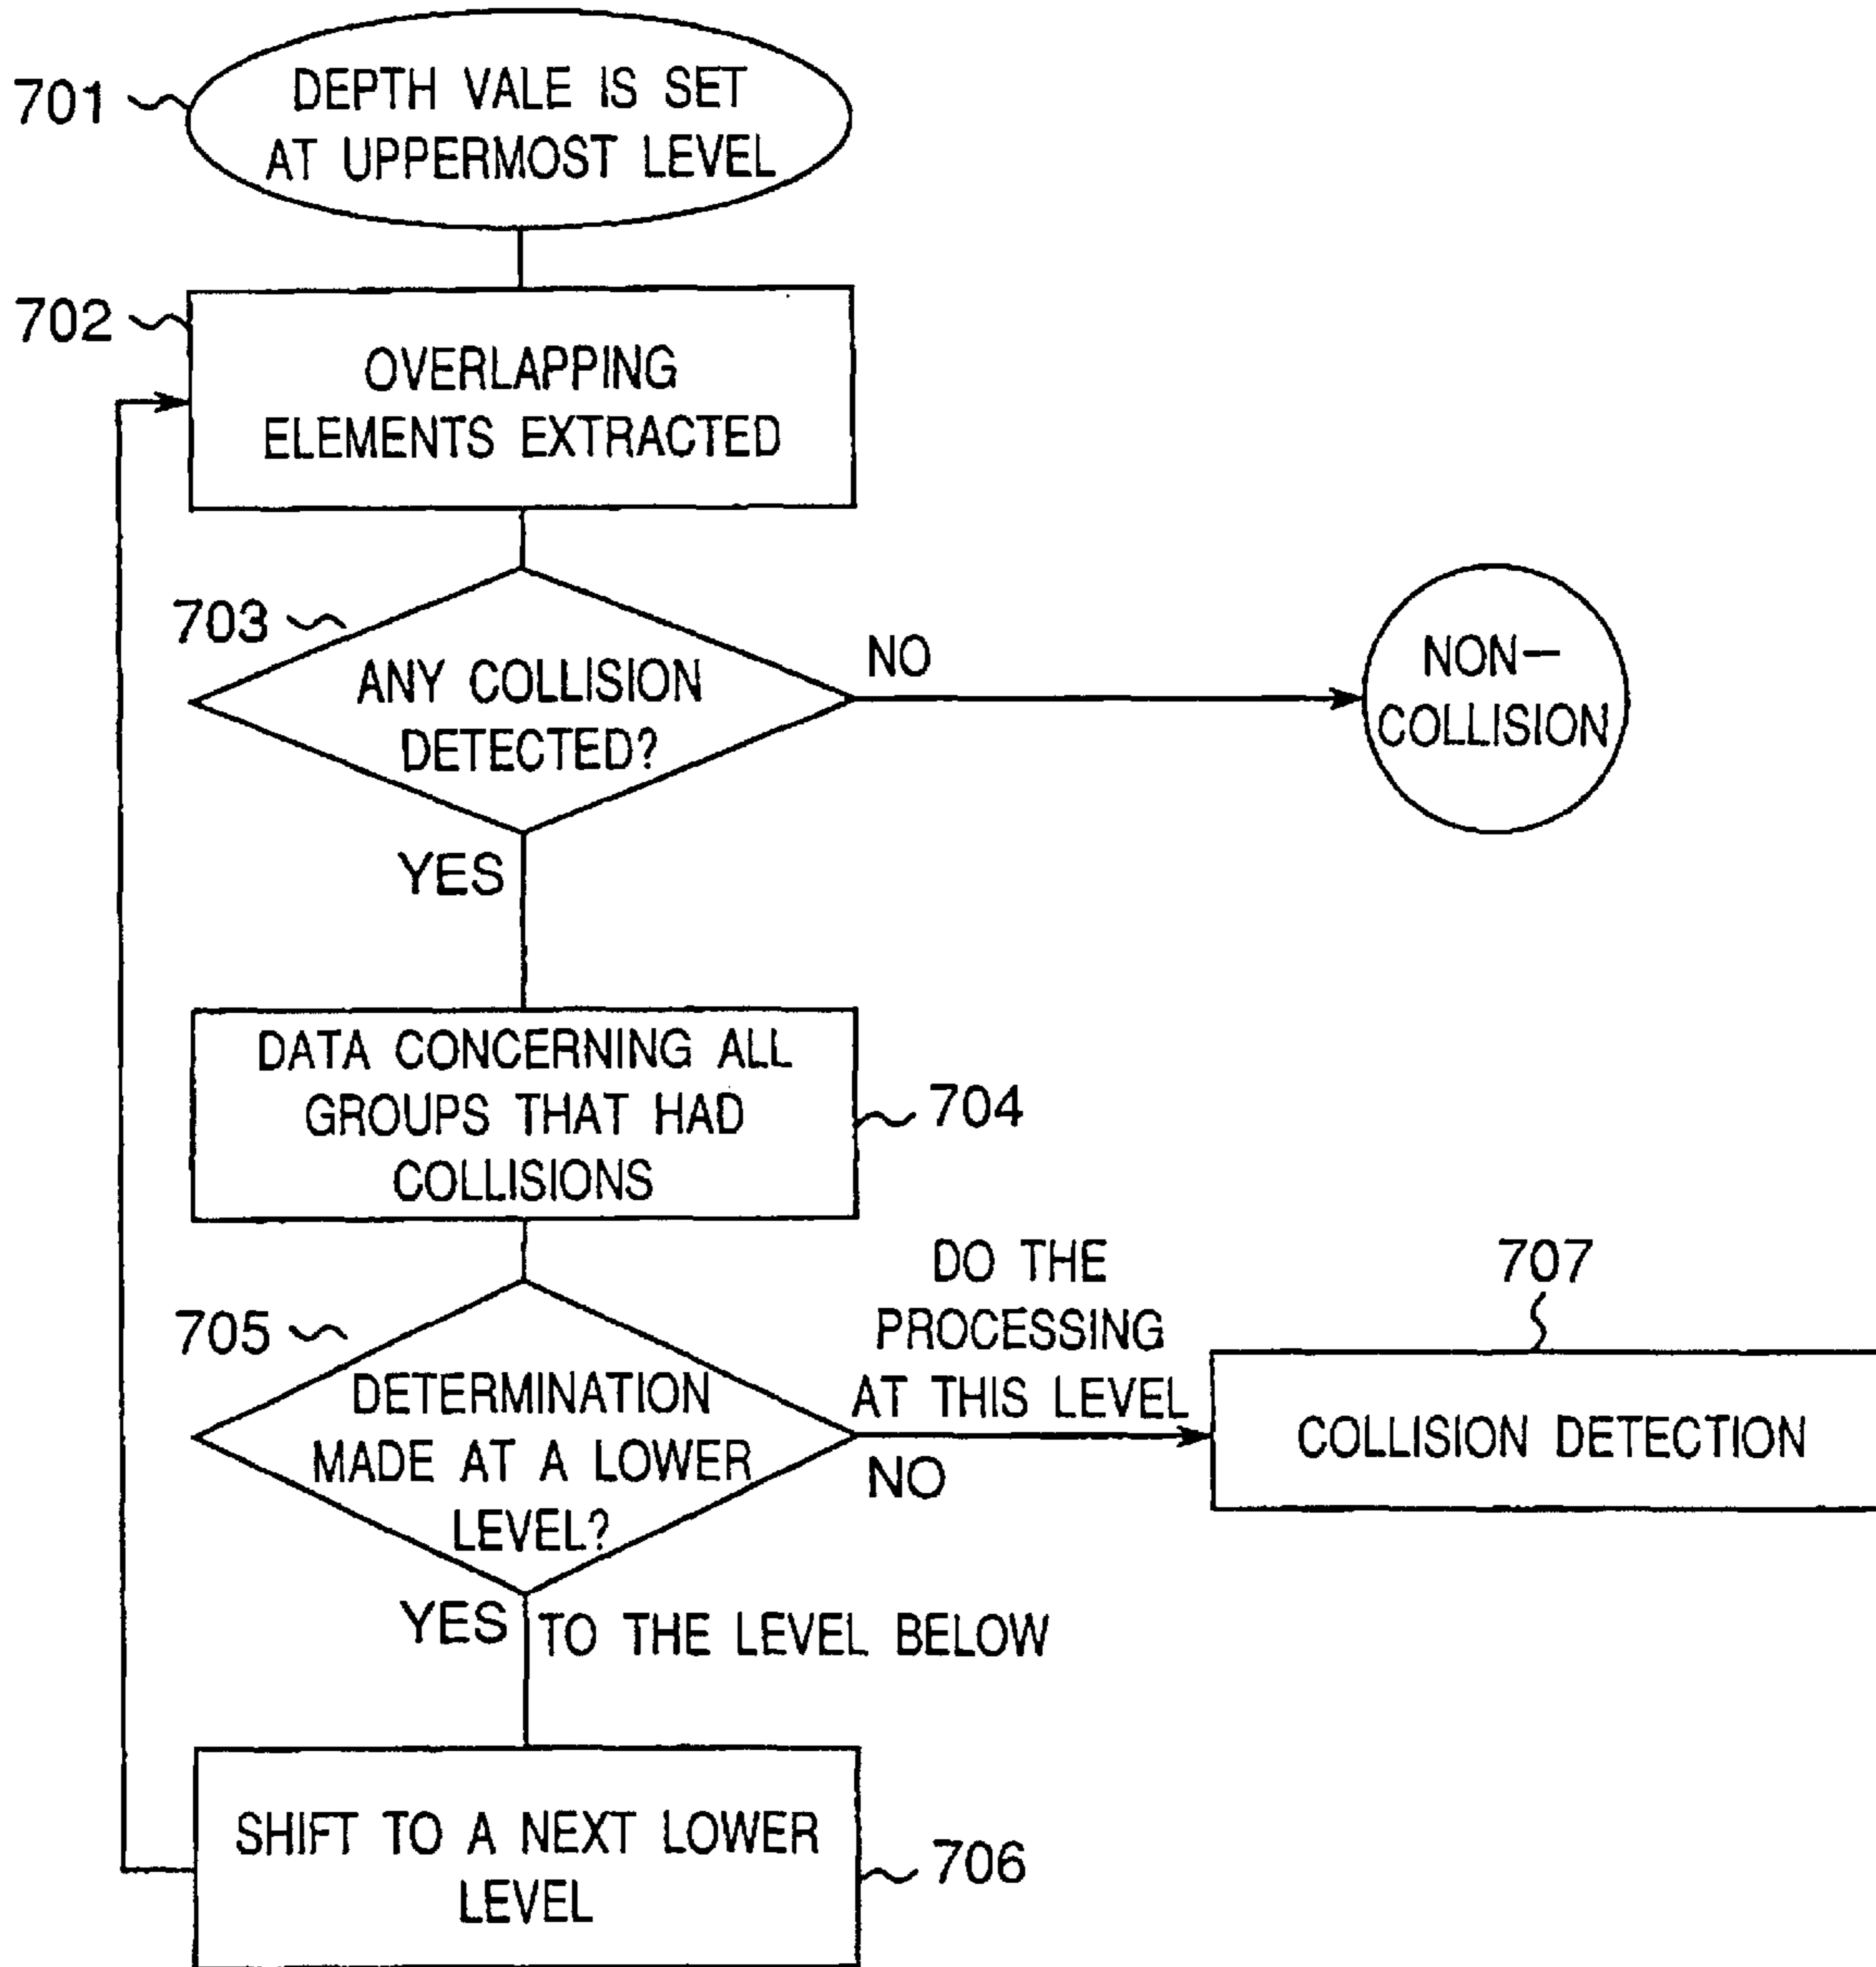 701
DEPTH VALE IS SET
AT UPPERMOST LEVEL
702
OVERLAPPING
ELEMENTS EXTRACTED
703
ANY COLLISION
DETECTED?
NO
NON-
COLLISION
YES
DATA CONCERNING ALL
GROUPS THAT HAD
COLLISIONS
704
705
DETERMINATION
MADE AT A LOWER
LEVEL?
DO THE
PROCESSING
AT THIS LEVEL
NO
707
COLLISION DETECTION
YES
TO THE LEVEL BELOW
SHIFT TO A NEXT LOWER
LEVEL
706